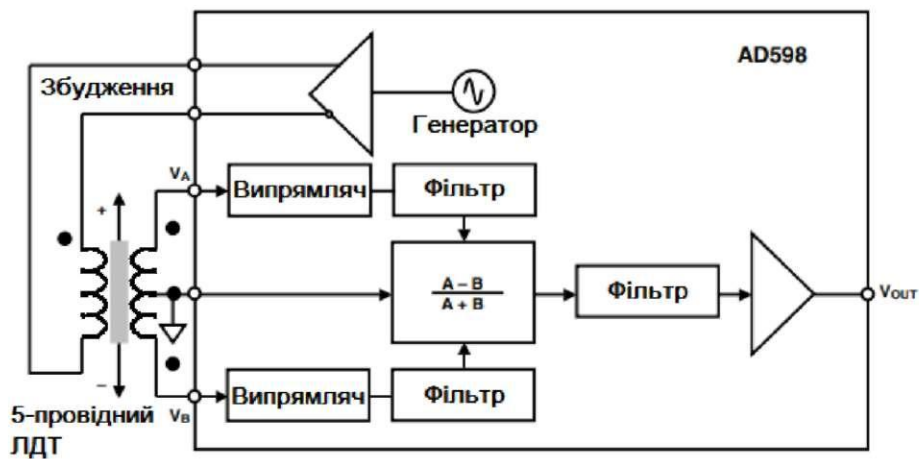 AD598
Збудження
Генератор
VA
Випрямляч
Фільтр
+
A – B
A + B
Фільтр
VOUT
–
5-провідний
ЛДТ
VB
Випрямляч
Фільтр